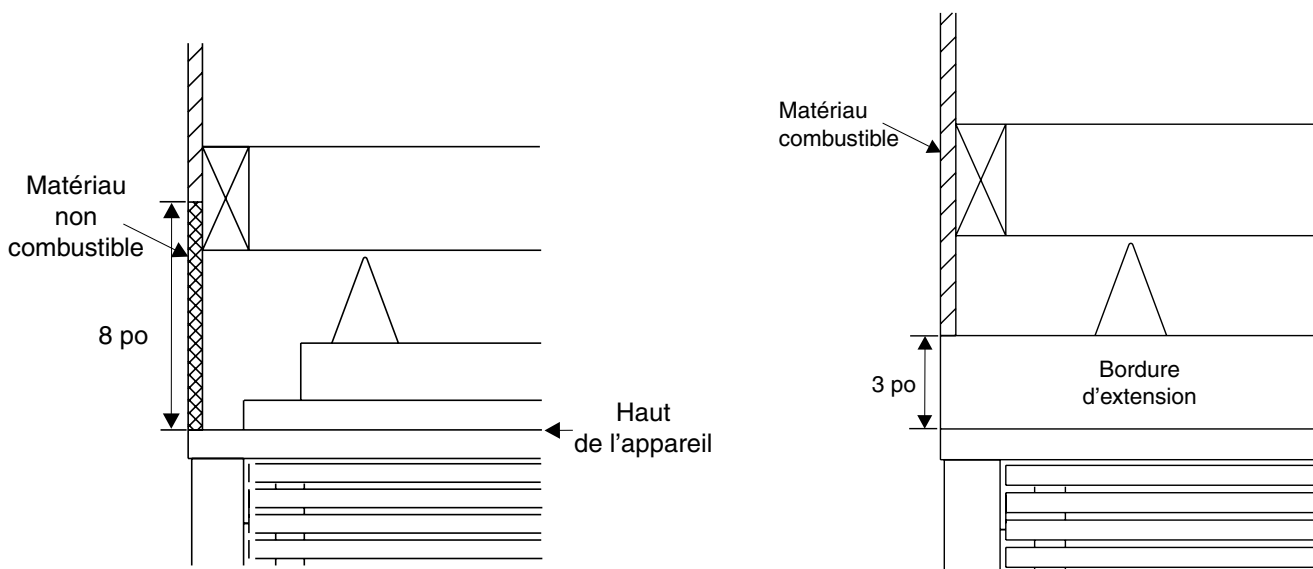 Matériau
non
combustible
8 po
Haut
de l'appareil
Matériau
combustible
3 po
Bordure
d'extension